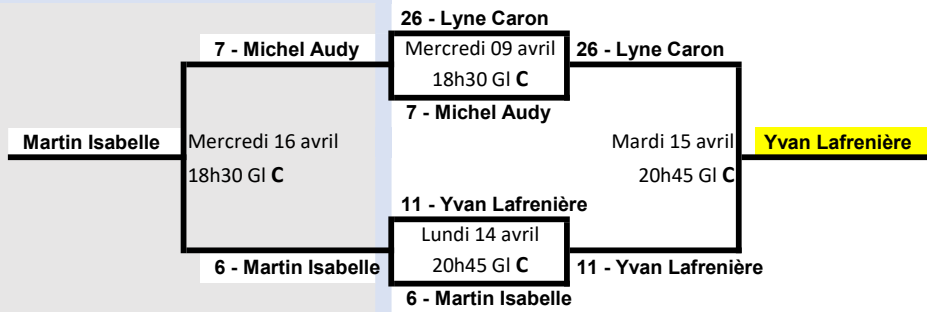 26 - Lyne Caron
7 - Michel Audy
Mercredi 09 avril
26 - Lyne Caron
18h30 Gl C
7 - Michel Audy
Martin Isabelle
Mercredi 16 avril
Mardi 15 avril
Yvan Lafrenière
18h30 Gl C
20h45 Gl C
11 - Yvan Lafrenière
Lundi 14 avril
6 - Martin Isabelle
20h45 Gl C
11 - Yvan Lafrenière
6 - Martin Isabelle